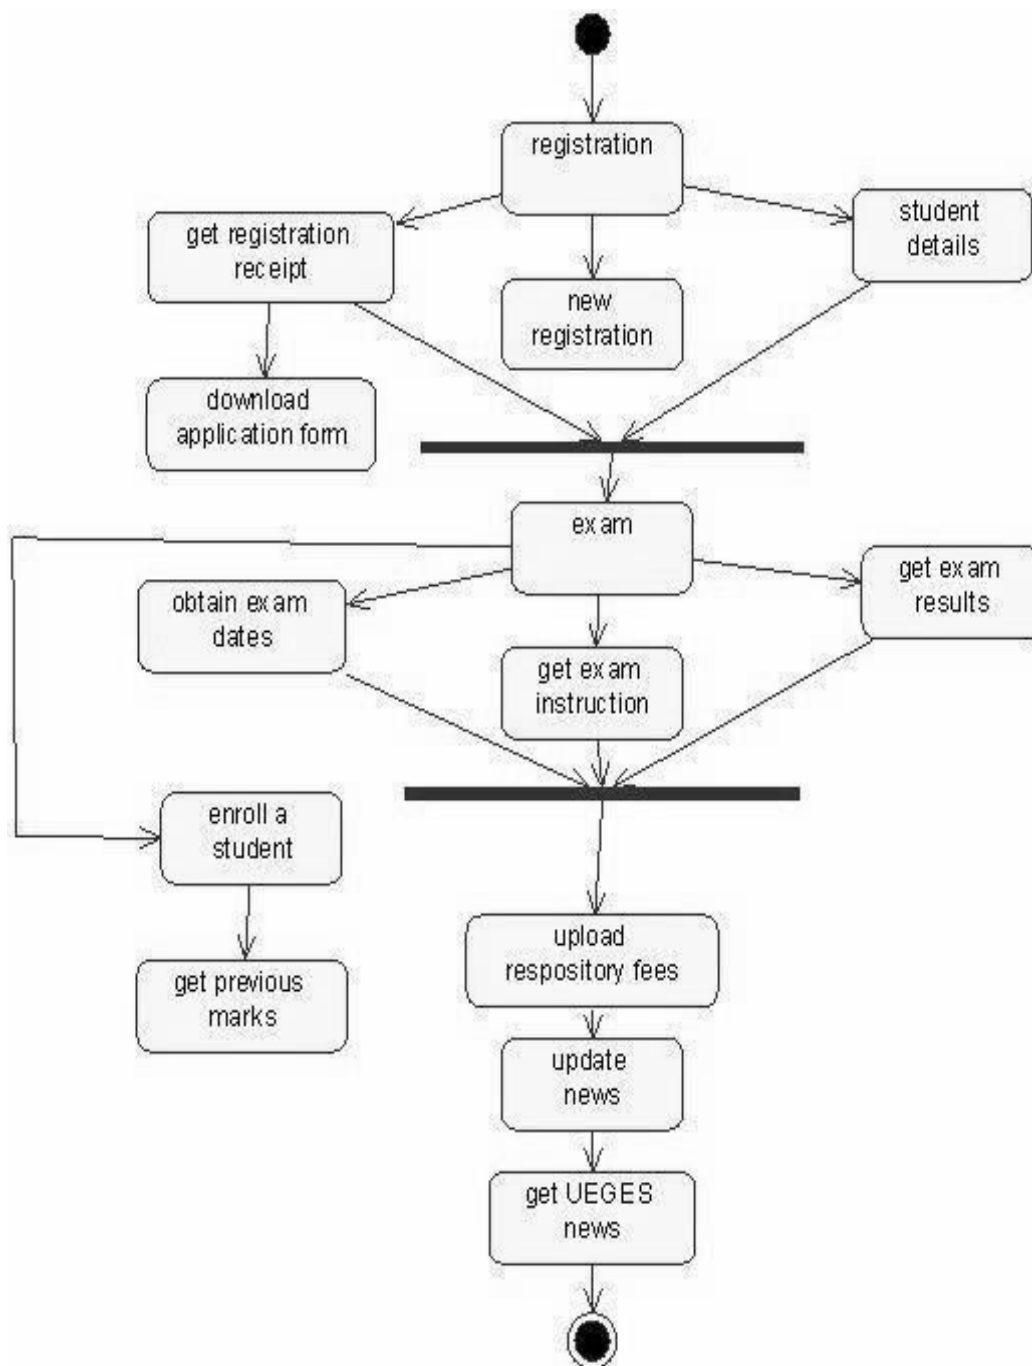 registration
get registration
receipt
student
details
new
registration
download
application form
exam
get exam
results
obtain exam
dates
get exam
instruction
enroll a
student
upload
respository fees
get previous
marks
update
news
get UEGES
news